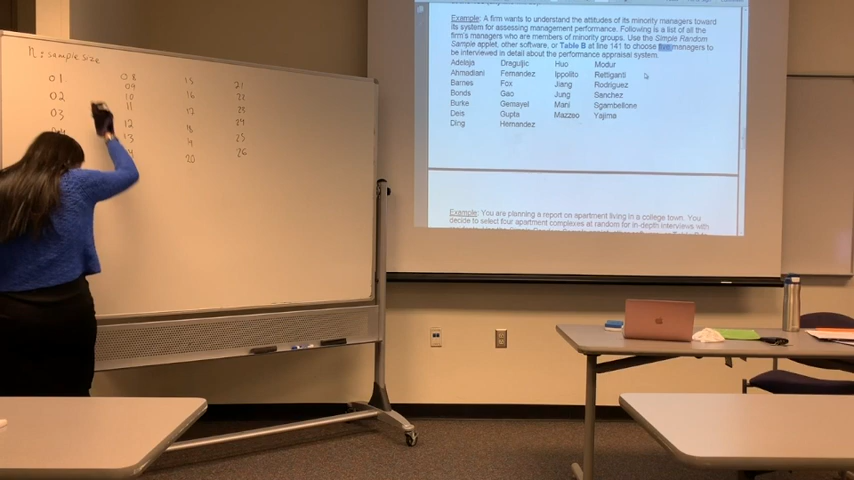 n: sample size
01 08 15 21
02 09 16 22
03 10 17 23
11 18 24
12 19 25
13 20 26
Example: A firm wants to understand the attitudes of its minority managers toward
its system for assessing management performance. Following is a list of all the
firm's managers who are members of minority groups. Use the Simple Random
Sample applet, other software, or Table B at line 141 to choose five managers to
be interviewed in detail about the performance appraisal system.
Adelaja Draguljic Huo Modur
Ahmadiani Fernandez Ippolito Rettiganti
Barnes Fox Jiang Rodriguez
Bonds Gao Jung Sanchez
Burke Gemayel Mani Sgambellone
Deis Gupta Mazzeo Yajima
Ding Hernandez
Example: You are planning a report on apartment living in a college town. You
decide to select four apartment complexes at random for in-depth interviews with